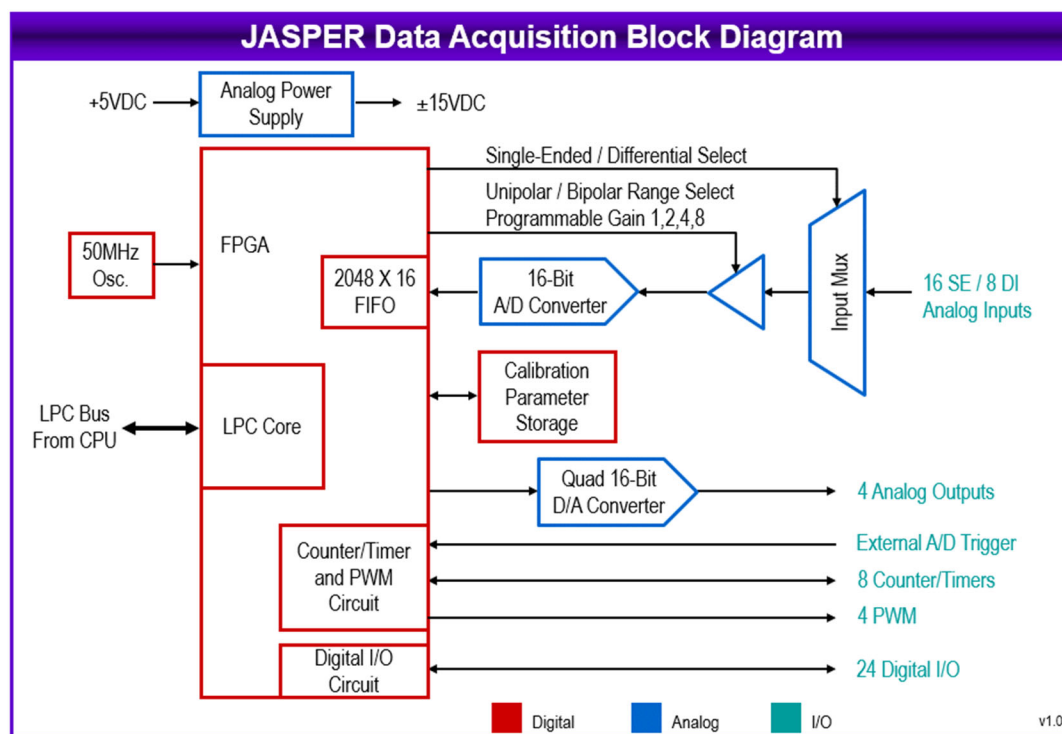 JASPER Data Acquisition Block Diagram
+5VDC
Analog Power
Supply
±15VDC
Single-Ended / Differential Select
Unipolar / Bipolar Range Select
Programmable Gain 1,2,4,8
50MHz
Osc.
FPGA
2048 X 16
FIFO
16-Bit
A/D Converter
Input Mux
16 SE / 8 DI
Analog Inputs
LPC Bus
From CPU
LPC Core
Calibration
Parameter
Storage
Quad 16-Bit
D/A Converter
4 Analog Outputs
Counter/Timer
and PWM
Circuit
External A/D Trigger
8 Counter/Timers
4 PWM
Digital I/O
Circuit
24 Digital I/O
Digital
Analog
I/O
v1.0